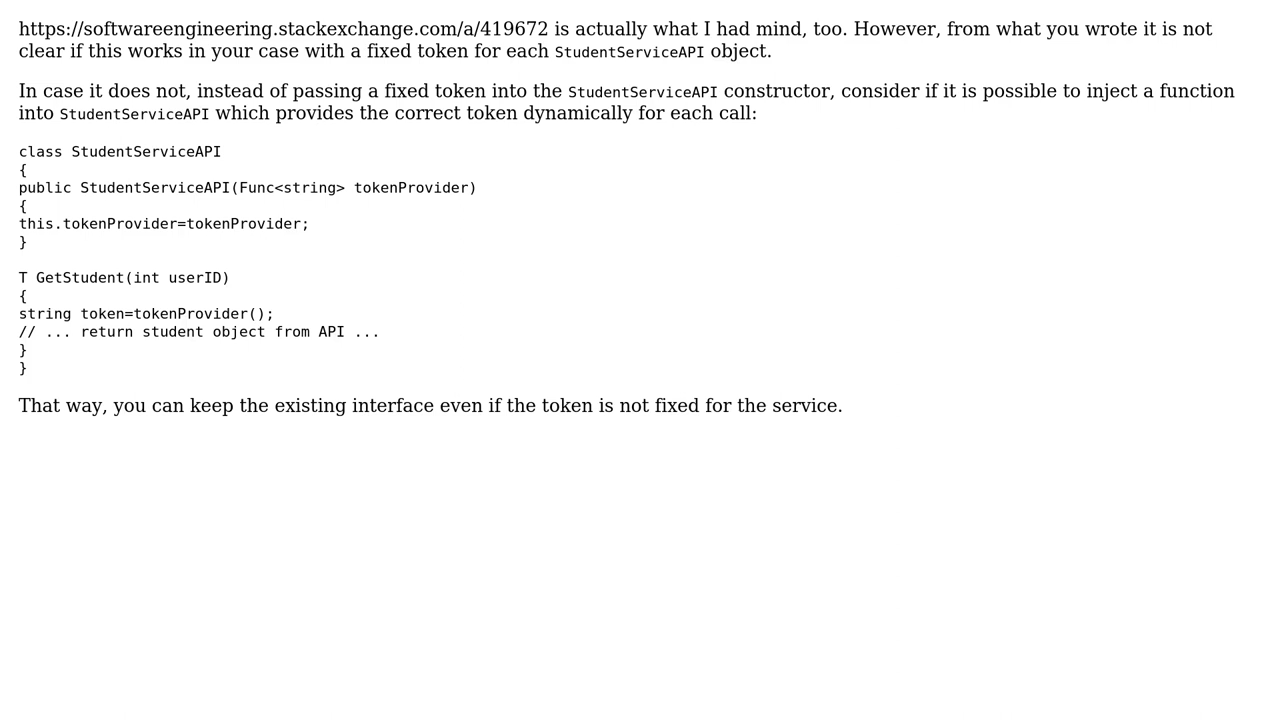 https://softwareengineering.stackexchange.com/a/419672 is actually what I had mind, too. However, from what you wrote it is not
clear if this works in your case with a fixed token for each StudentServiceAPI object.
In case it does not, instead of passing a fixed token into the StudentServiceAPI constructor, consider if it is possible to inject a function
into StudentServiceAPI which provides the correct token dynamically for each call:
class StudentServiceAPI
{
public StudentServiceAPI(Func<string> tokenProvider)
{
this.tokenProvider=tokenProvider;
}
T GetStudent(int userID)
{
string token=tokenProvider();
// ... return student object from API ...
}
}
That way, you can keep the existing interface even if the token is not fixed for the service.